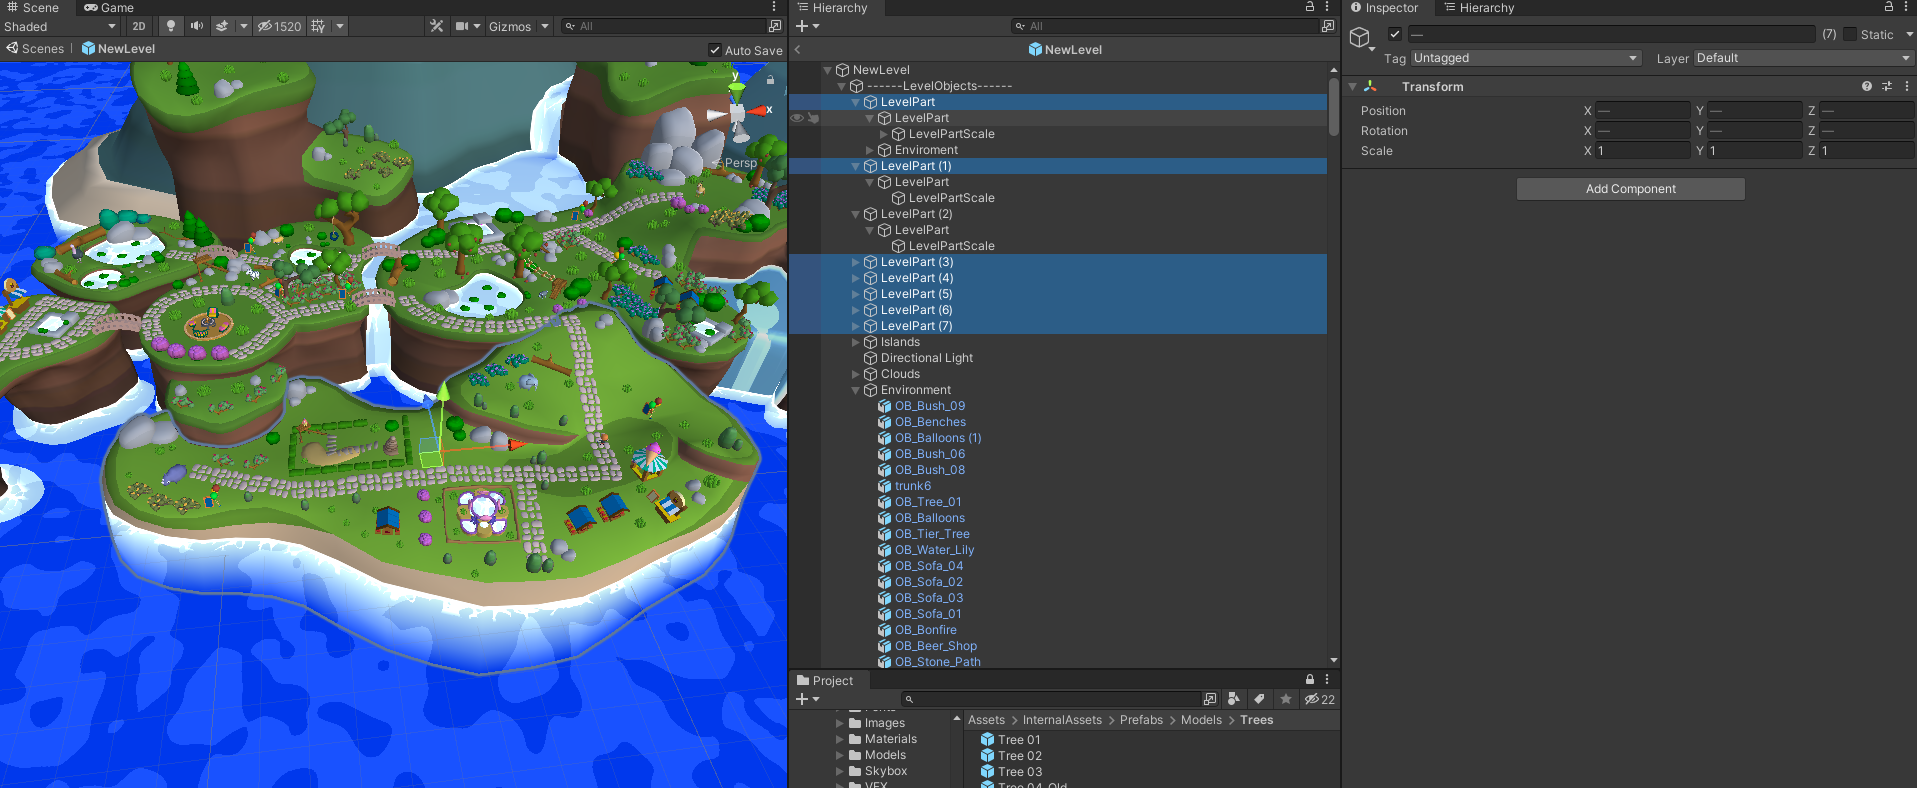 Scene
Game
Shaded
2D
1520
Gizmos
All
Scenes
NewLevel
Auto Save
y
x
Persp
Hierarchy
All
NewLevel
NewLevel
------LevelObjects------
LevelPart
LevelPart
LevelPartScale
Enviroment
LevelPart (1)
LevelPart
LevelPartScale
LevelPart (2)
LevelPart
LevelPartScale
LevelPart (3)
LevelPart (4)
LevelPart (5)
LevelPart (6)
LevelPart (7)
Islands
Directional Light
Clouds
Environment
OB_Bush_09
OB_Benches
OB_Balloons (1)
OB_Bush_06
OB_Bush_08
trunk6
OB_Tree_01
OB_Balloons
OB_Tier_Tree
OB_Water_Lily
OB_Sofa_04
OB_Sofa_02
OB_Sofa_03
OB_Sofa_01
OB_Bonfire
OB_Beer_Shop
OB_Stone_Path
Project
22
Images
Materials
Models
Skybox
VFX
Assets > InternalAssets > Prefabs > Models > Trees
Tree 01
Tree 02
Tree 03
Tree 04_Old
Inspector
Hierarchy
—
(7)
Static
Tag Untagged
Layer Default
Transform
Position X — Y — Z —
Rotation X — Y — Z —
Scale X 1 Y 1 Z 1
Add Component